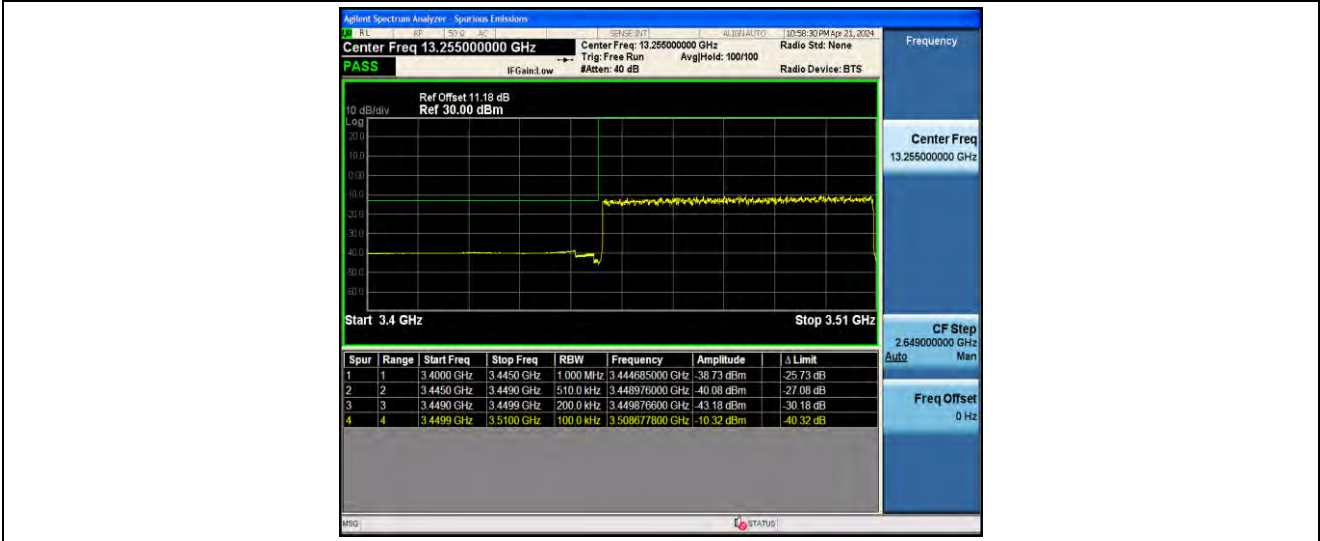 Agilent Spectrum Analyzer - Spurious Emissions
RL RF 50 Ω AC SENSE:INT ALIGN AUTO 10:58:30 PM Apr 21, 2024
Center Freq 13.255000000 GHz Center Freq: 13.255000000 GHz Radio Std: None
Trig: Free Run Avg|Hold: 100/100
PASS IFGain:Low #Atten: 40 dB Radio Device: BTS
Frequency
Ref Offset 11.18 dB
10 dB/div Ref 30.00 dBm
Log
20.0
10.0
0.00
-10.0
-20.0
-30.0
-40.0
-50.0
-60.0
Start 3.4 GHz Stop 3.51 GHz
Spur Range Start Freq Stop Freq RBW Frequency Amplitude Δ Limit
1 1 3.4000 GHz 3.4450 GHz 1.000 MHz 3.444685000 GHz -38.73 dBm -25.73 dB
2 2 3.4450 GHz 3.4490 GHz 510.0 kHz 3.448976000 GHz -40.08 dBm -27.08 dB
3 3 3.4490 GHz 3.4499 GHz 200.0 kHz 3.449876600 GHz -43.18 dBm -30.18 dB
4 4 3.4499 GHz 3.5100 GHz 100.0 kHz 3.508677800 GHz -10.32 dBm -40.32 dB
Center Freq
13.255000000 GHz
CF Step
2.649000000 GHz
Auto Man
Freq Offset
0 Hz
MSG STATUS